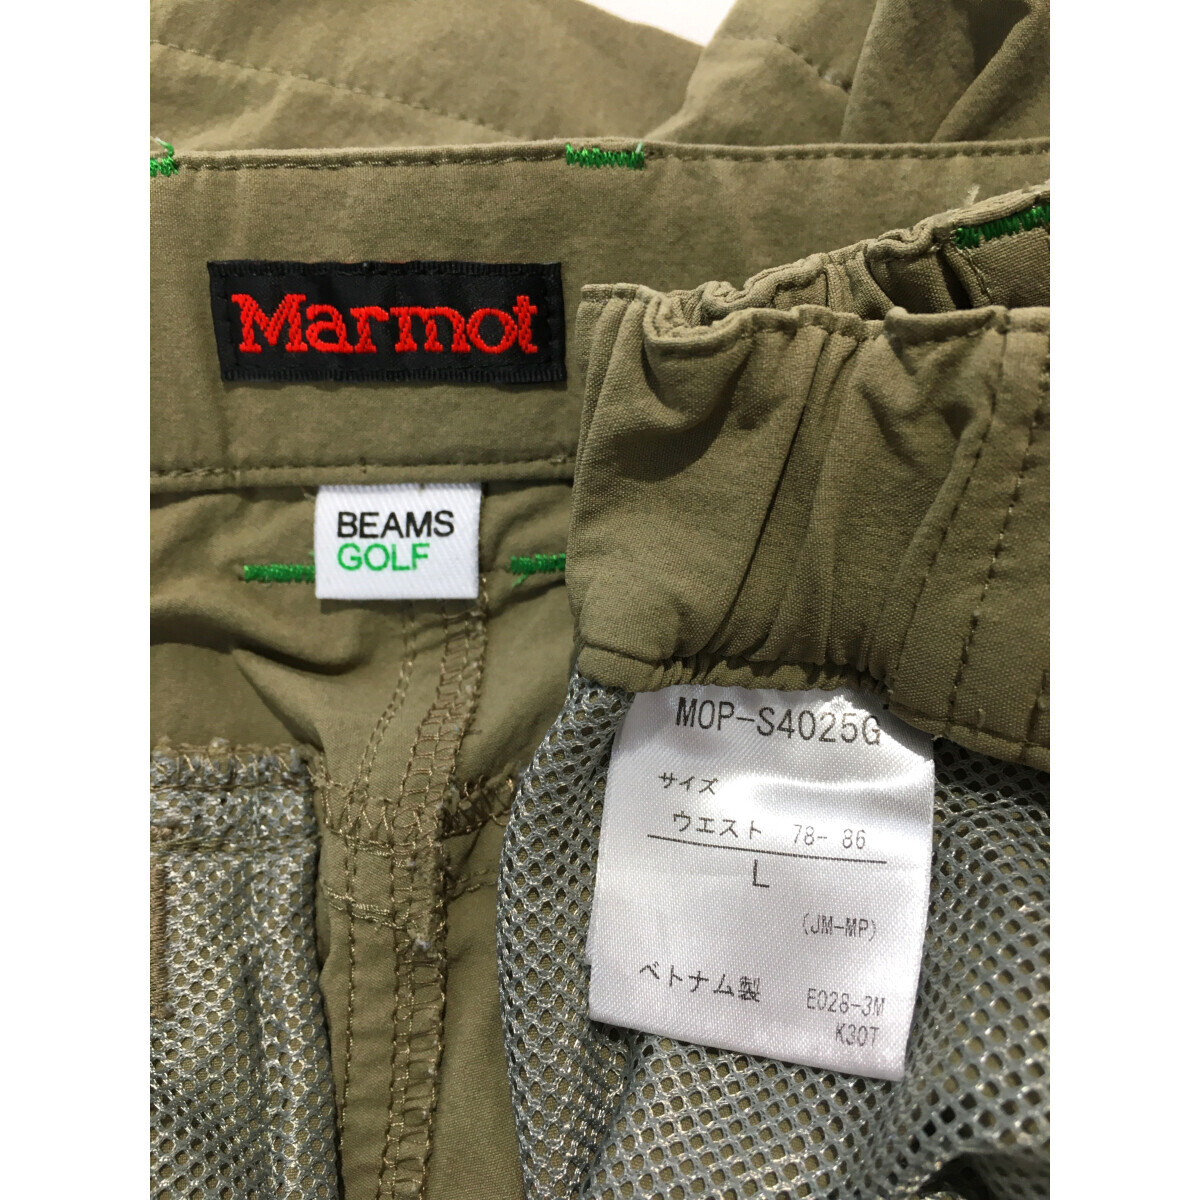 Marmot
BEAMS
GOLF
MOP-S4025G
サイズ
ウエスト 78- 86
L
(JM-MP)
ベトナム製 E028-3M
K30T